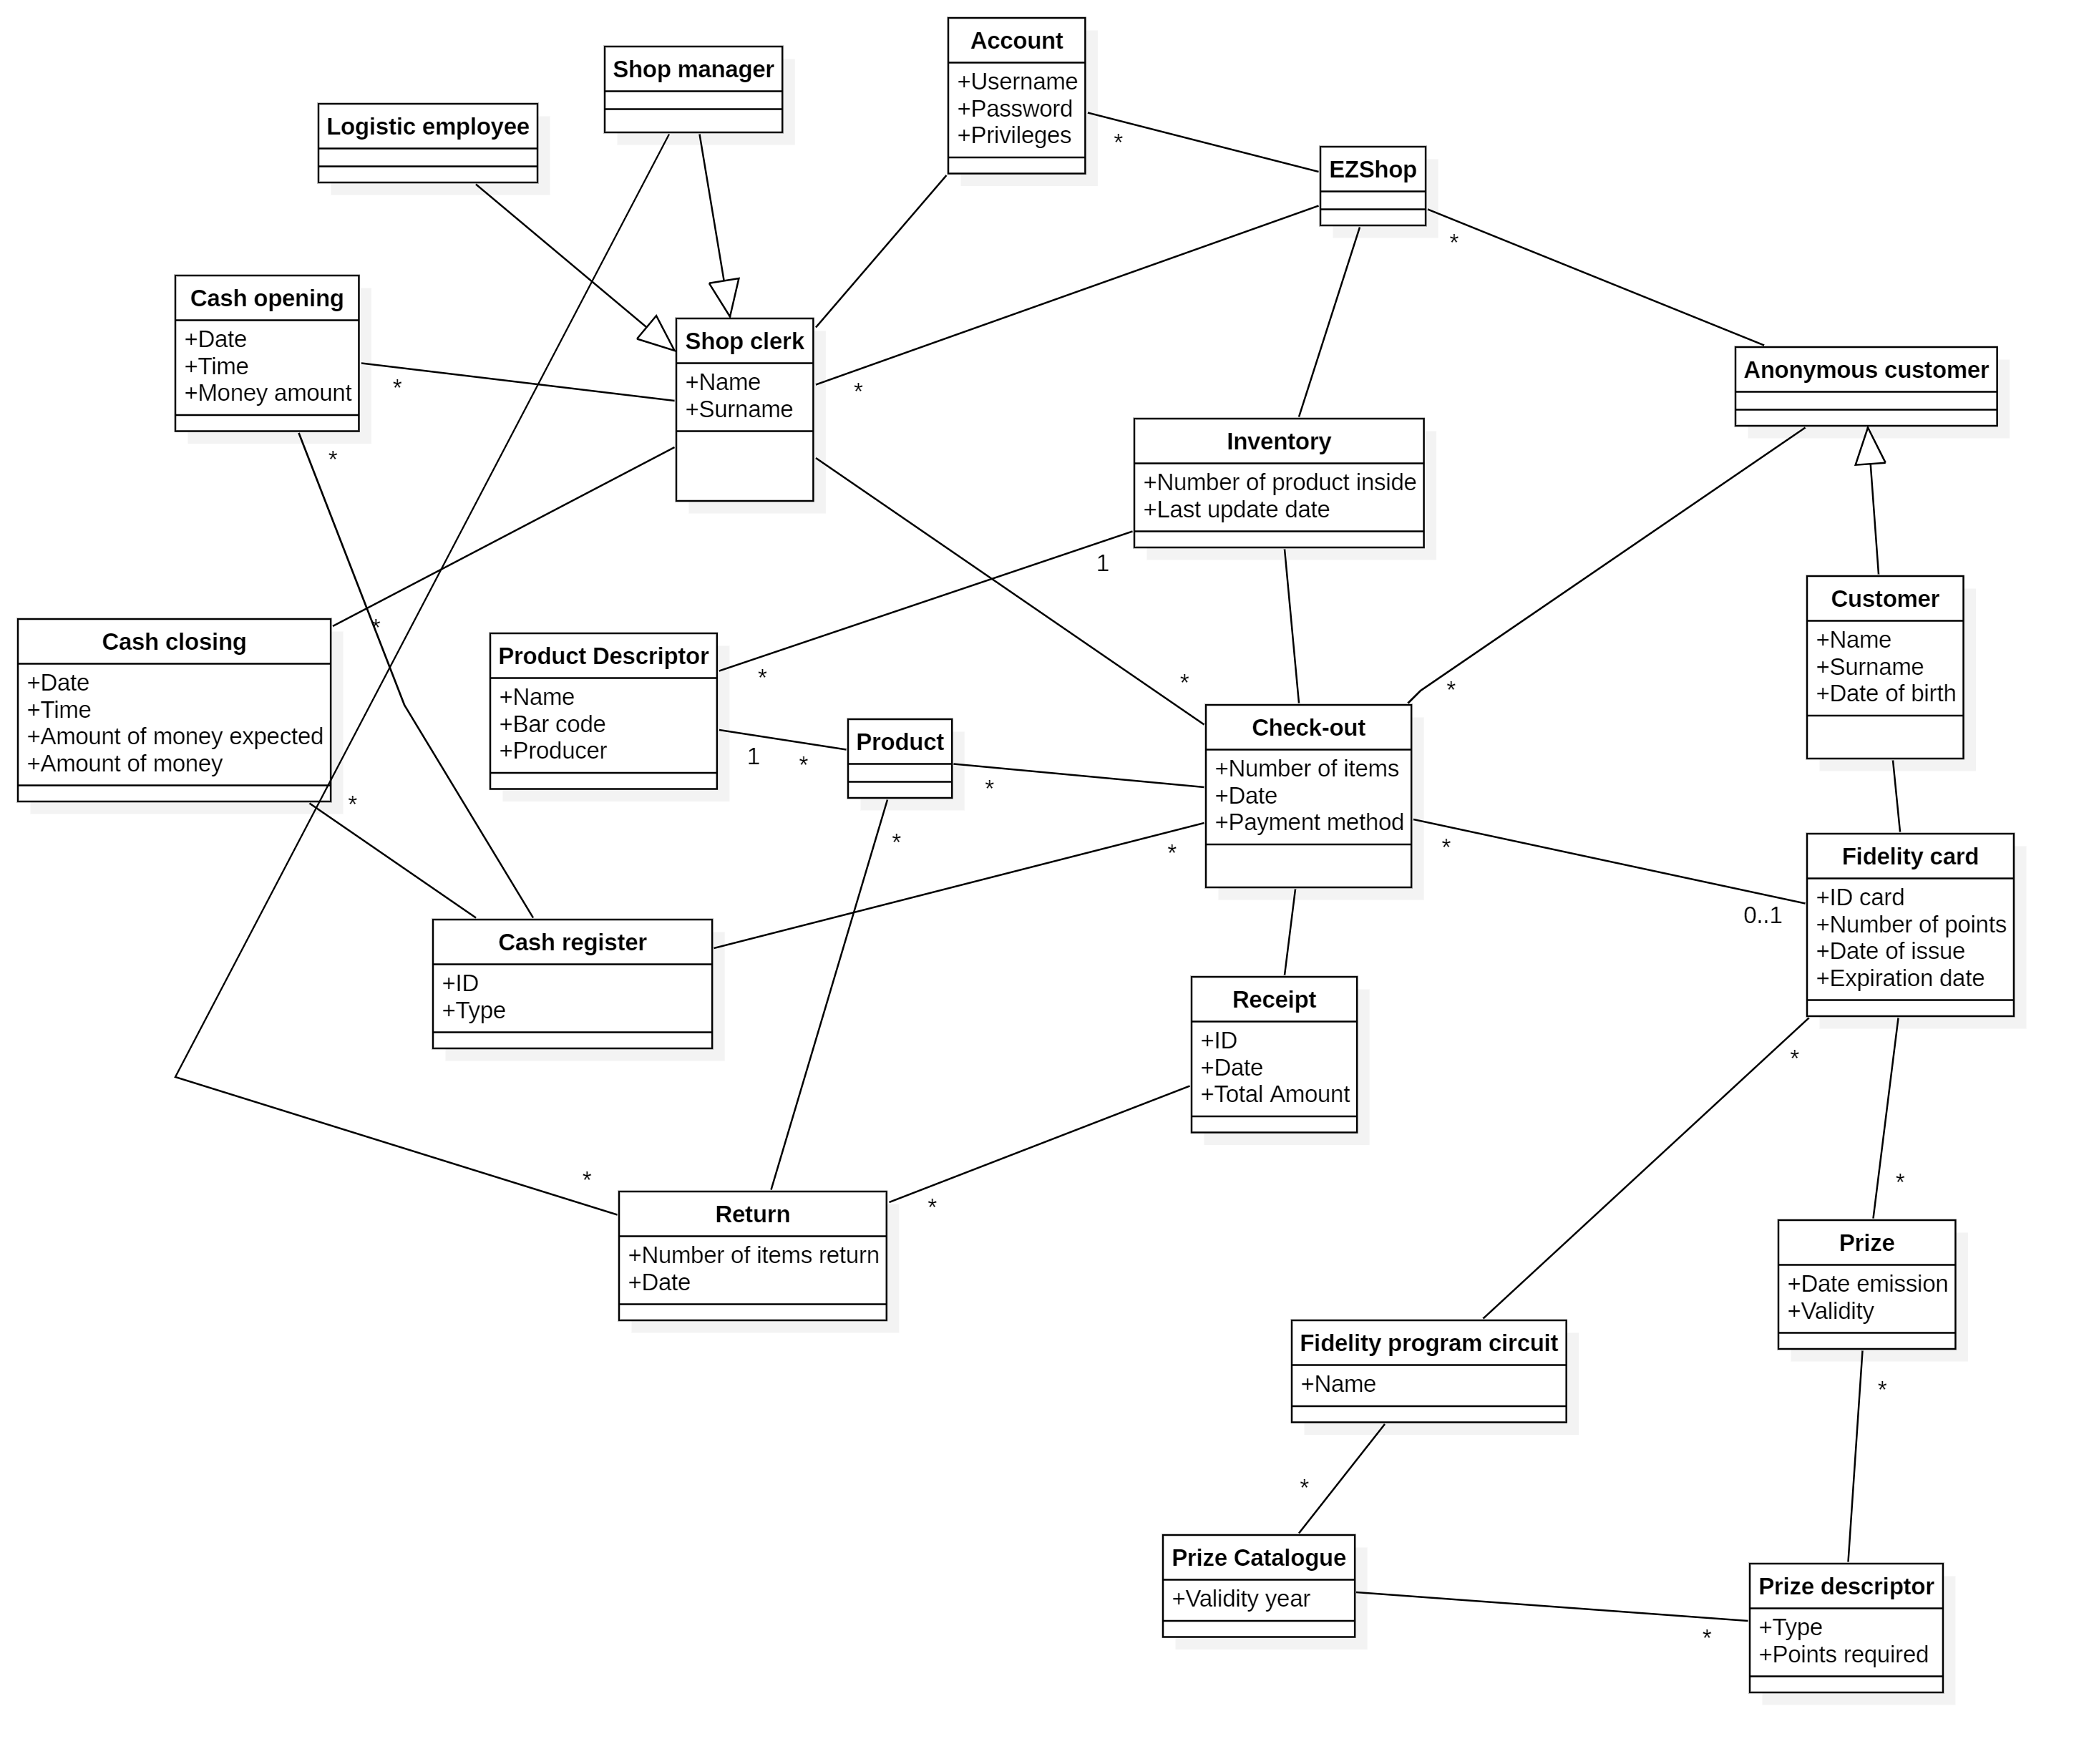 Account
+Username
+Password
+Privileges
Shop manager
Logistic employee
*
EZShop
*
Cash opening
+Date
+Time
+Money amount
*
*
Shop clerk
+Name
+Surname
*
Anonymous customer
Inventory
+Number of product inside
+Last update date
1
Customer
+Name
+Surname
+Date of birth
Cash closing
+Date
+Time
+Amount of money expected
+Amount of money
*
*
Product Descriptor
+Name
+Bar code
+Producer
*
1
*
Product
*
*
*
*
Check-out
+Number of items
+Date
+Payment method
*
*
0..1
Fidelity card
+ID card
+Number of points
+Date of issue
+Expiration date
*
*
Cash register
+ID
+Type
Receipt
+ID
+Date
+Total Amount
*
*
Return
+Number of items return
+Date
Prize
+Date emission
+Validity
*
Fidelity program circuit
+Name
*
Prize Catalogue
+Validity year
*
Prize descriptor
+Type
+Points required